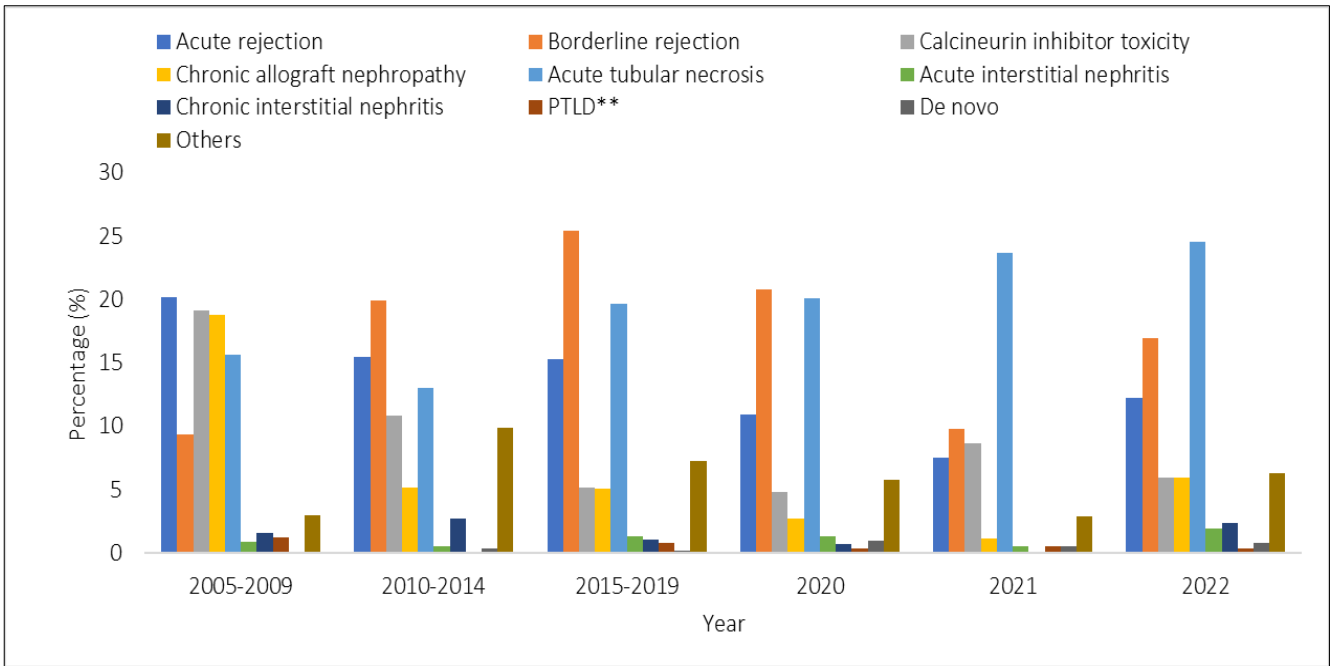 Acute rejection Borderline rejection Calcineurin inhibitor toxicity
Chronic allograft nephropathy Acute tubular necrosis Acute interstitial nephritis
Chronic interstitial nephritis PTLD** De novo
Others
30
25
20
15
10
5
0
Percentage (%)
2005-2009 2010-2014 2015-2019 2020 2021 2022
Year